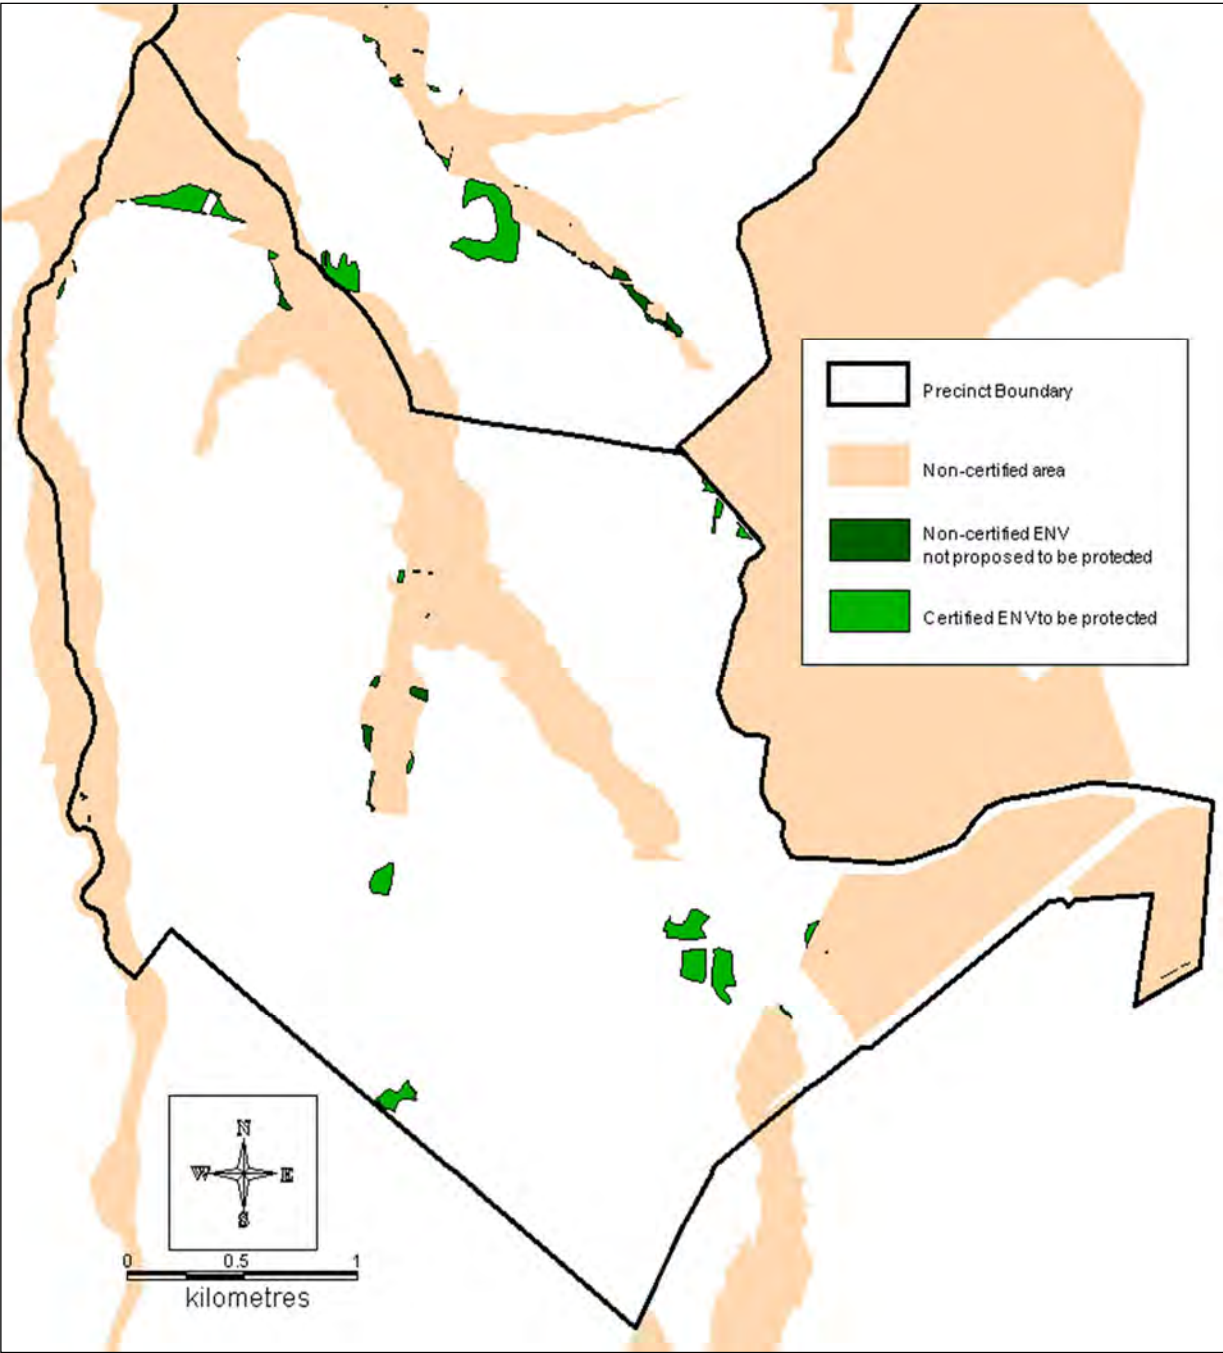 Precinct Boundary
Non-certified area
Non-certified ENV
not proposed to be protected
Certified ENV to be protected
N
W E
S
0 0.5 1
kilometres